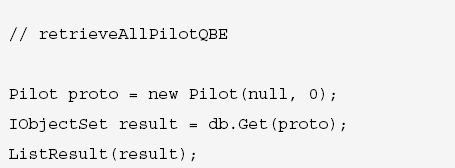 // retrieveAllPilotQBE
Pilot proto = new Pilot(null, 0);
IObjectSet result = db.Get(proto);
ListResult(result);